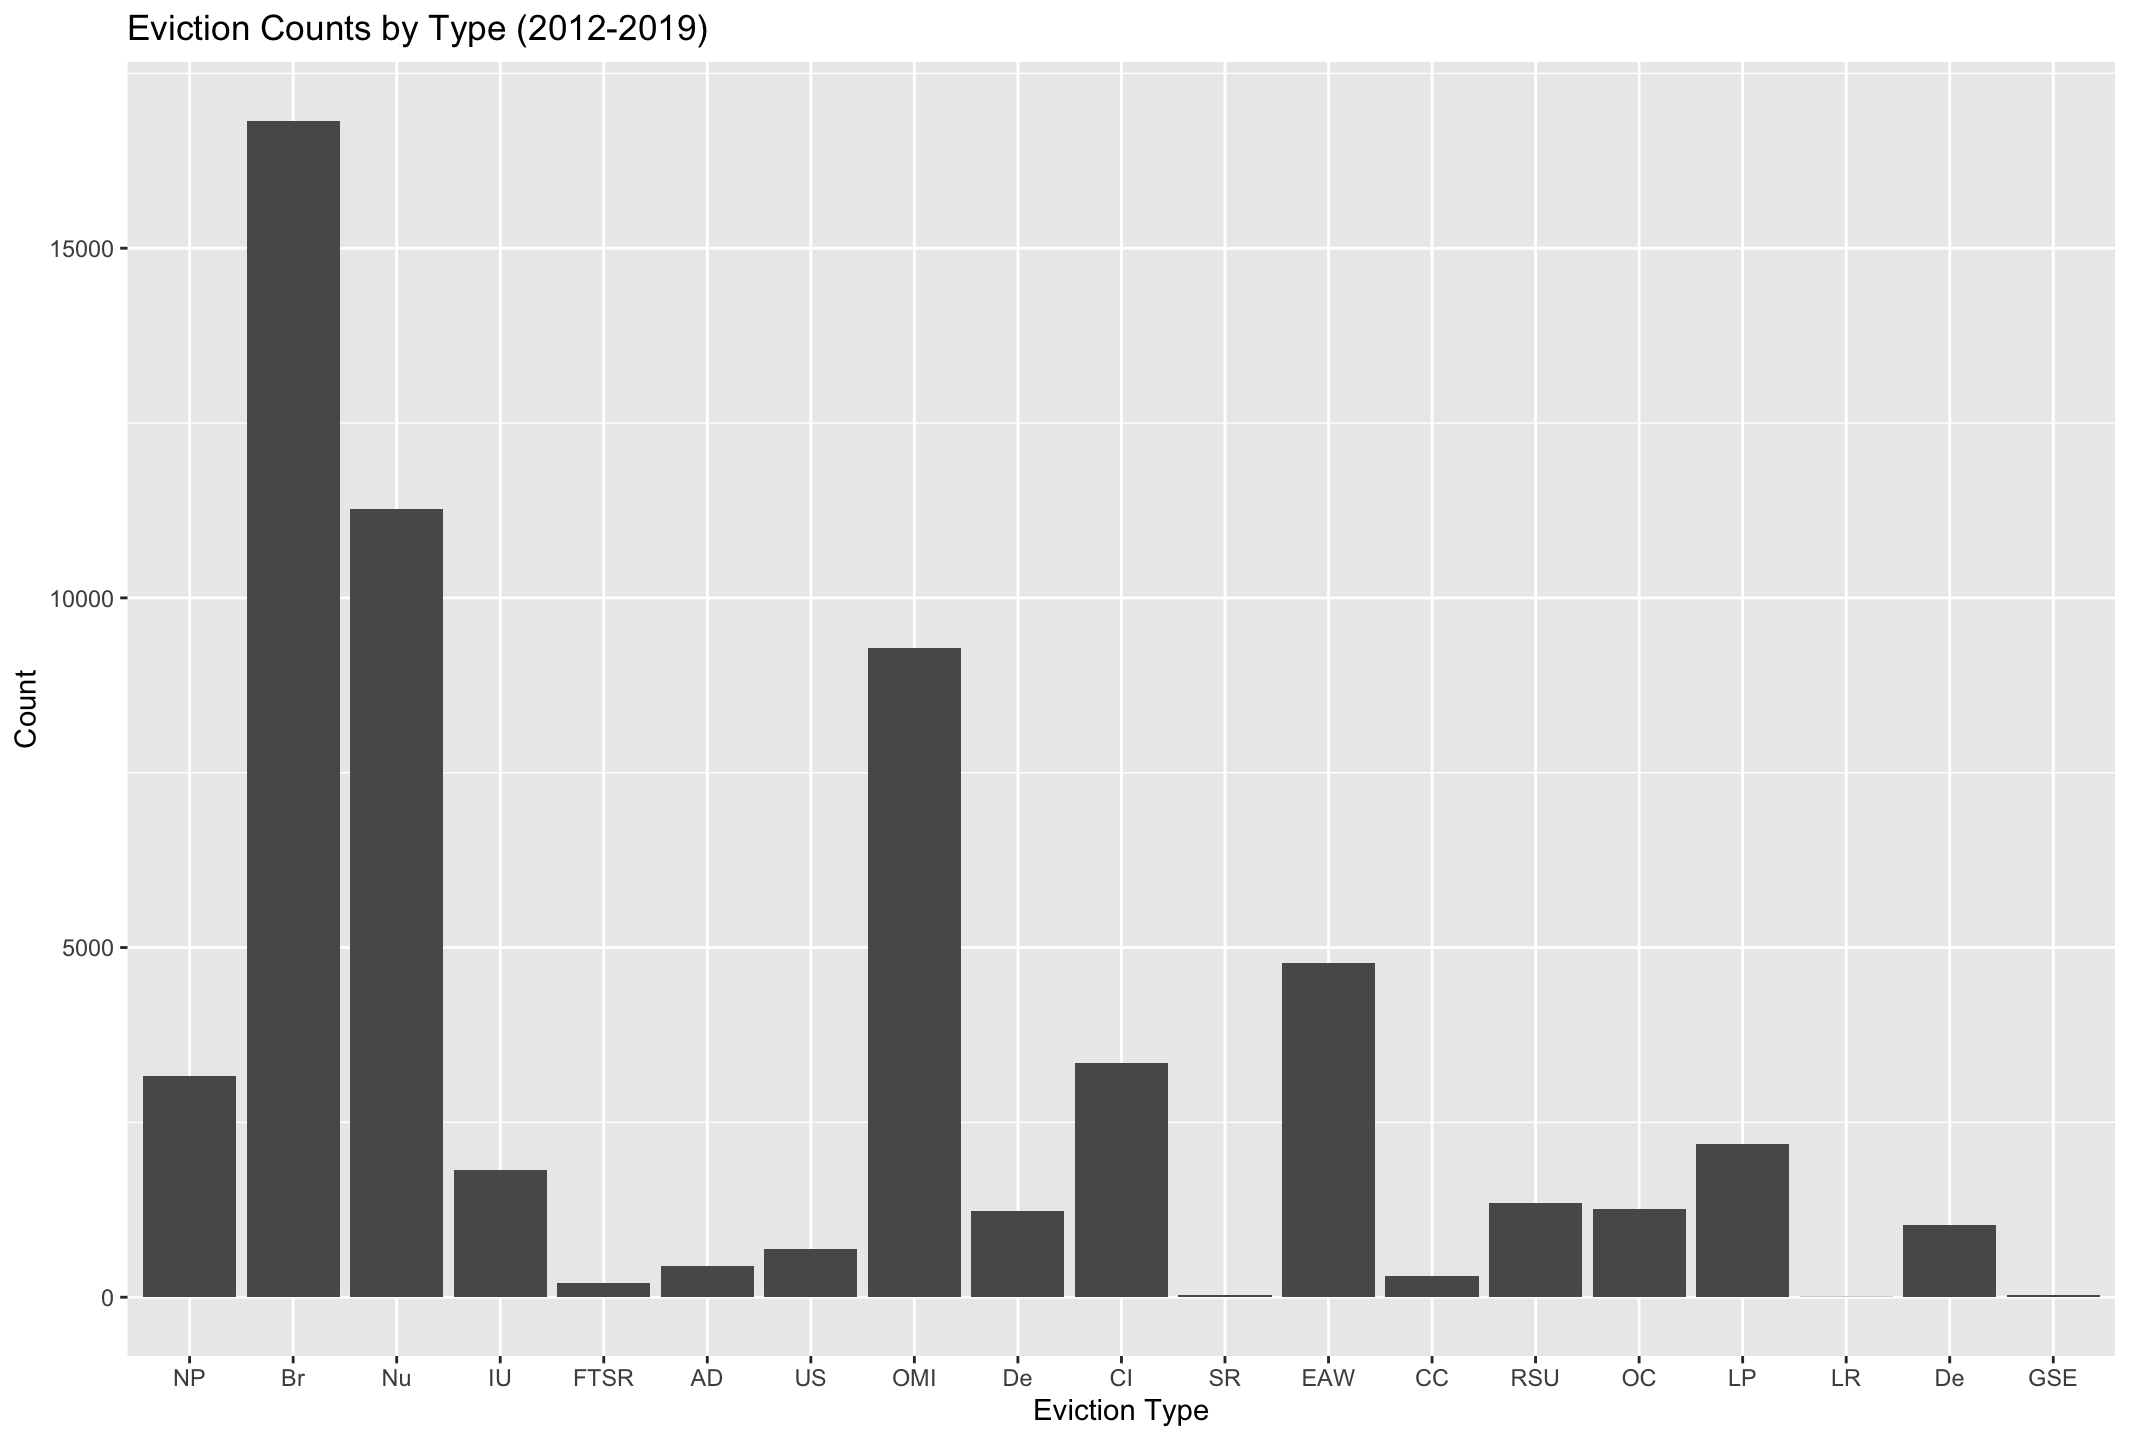 Eviction Counts by Type (2012-2019)
15000
10000
5000
0
Count
NP Br Nu IU FTSR AD US OMI De CI SR EAW CC RSU OC LP LR De GSE
Eviction Type